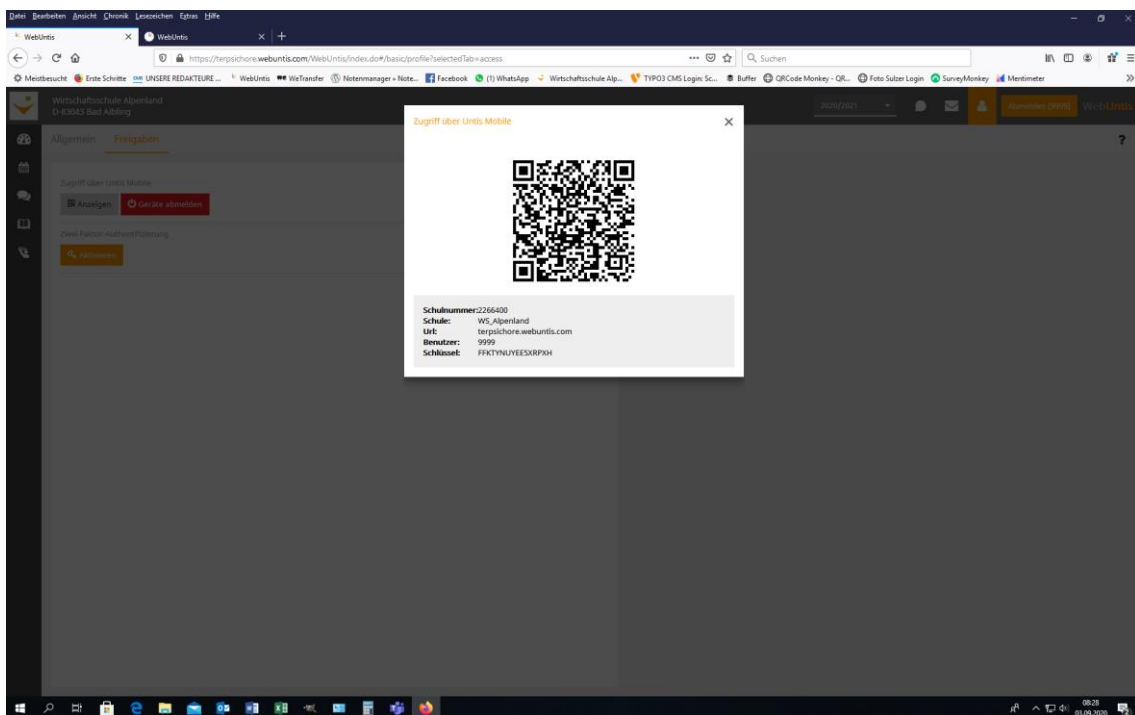 Datei Bearbeiten Ansicht Chronik Lesezeichen Extras Hilfe
WebUntis
WebUntis
https://terpsichore.webuntis.com/WebUntis/index.do#/basic/profile?selectedTab=access
Suchen
Meistbesucht Erste Schritte UNSERE REDAKTEURE ... WebUntis WeTransfer Notenmanager + Note... Facebook (1) WhatsApp Wirtschaftsschule Alp... TYPO3 CMS Login: Sc... Buffer QRCode Monkey - QR... Foto Sulzer Login SurveyMonkey Mentimeter
Wirtschaftsschule Alpenland
D-83043 Bad Aibling
2020/2021
Abmelden (9999)
WebUntis
Allgemein Freigaben
?
Zugriff über Untis Mobile
Anzeigen
Geräte abmelden
Zwei-Faktor-Authentifizierung
Aktivieren
Zugriff über Untis Mobile
Schulnummer:2266400
Schule: WS_Alpenland
Url: terpsichore.webuntis.com
Benutzer: 9999
Schlüssel: FFKTYNUYEESXRPXH
08:28
03.09.2020